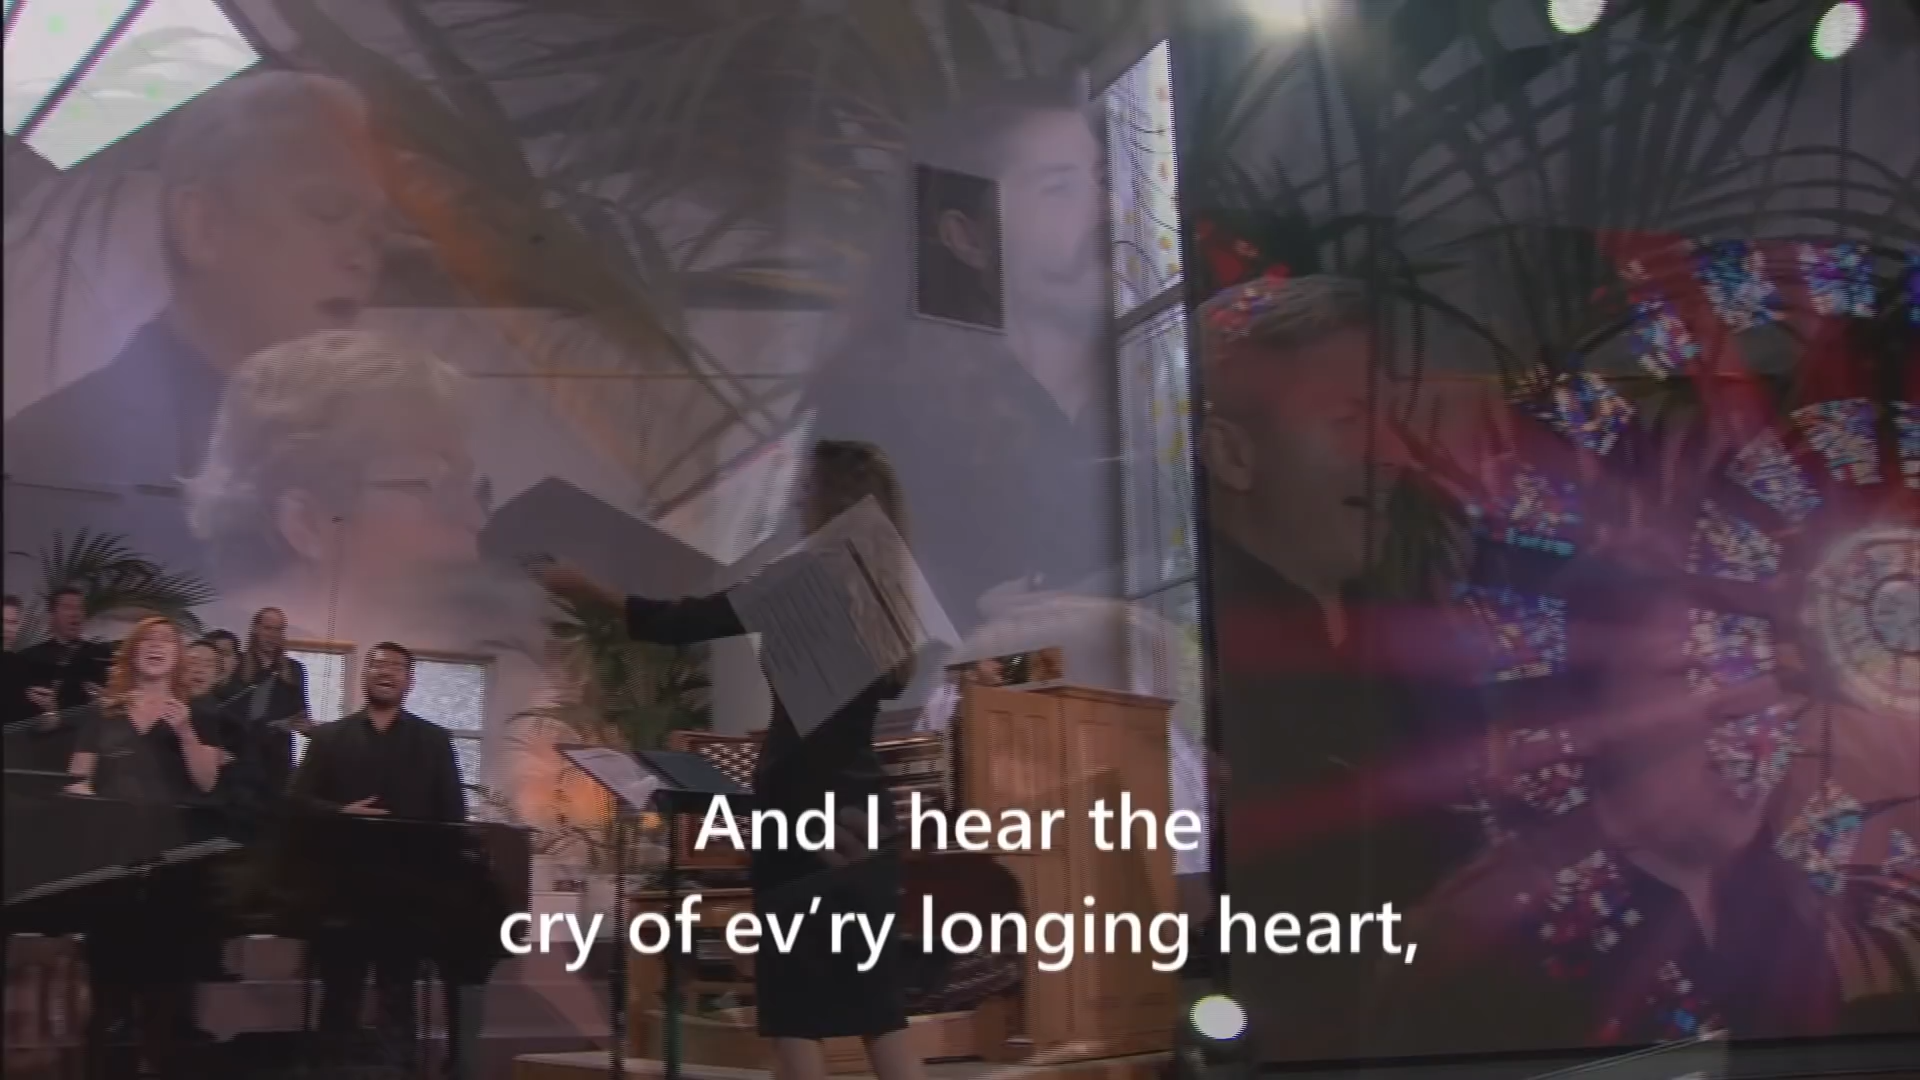 And I hear the
cry of ev’ry longing heart,